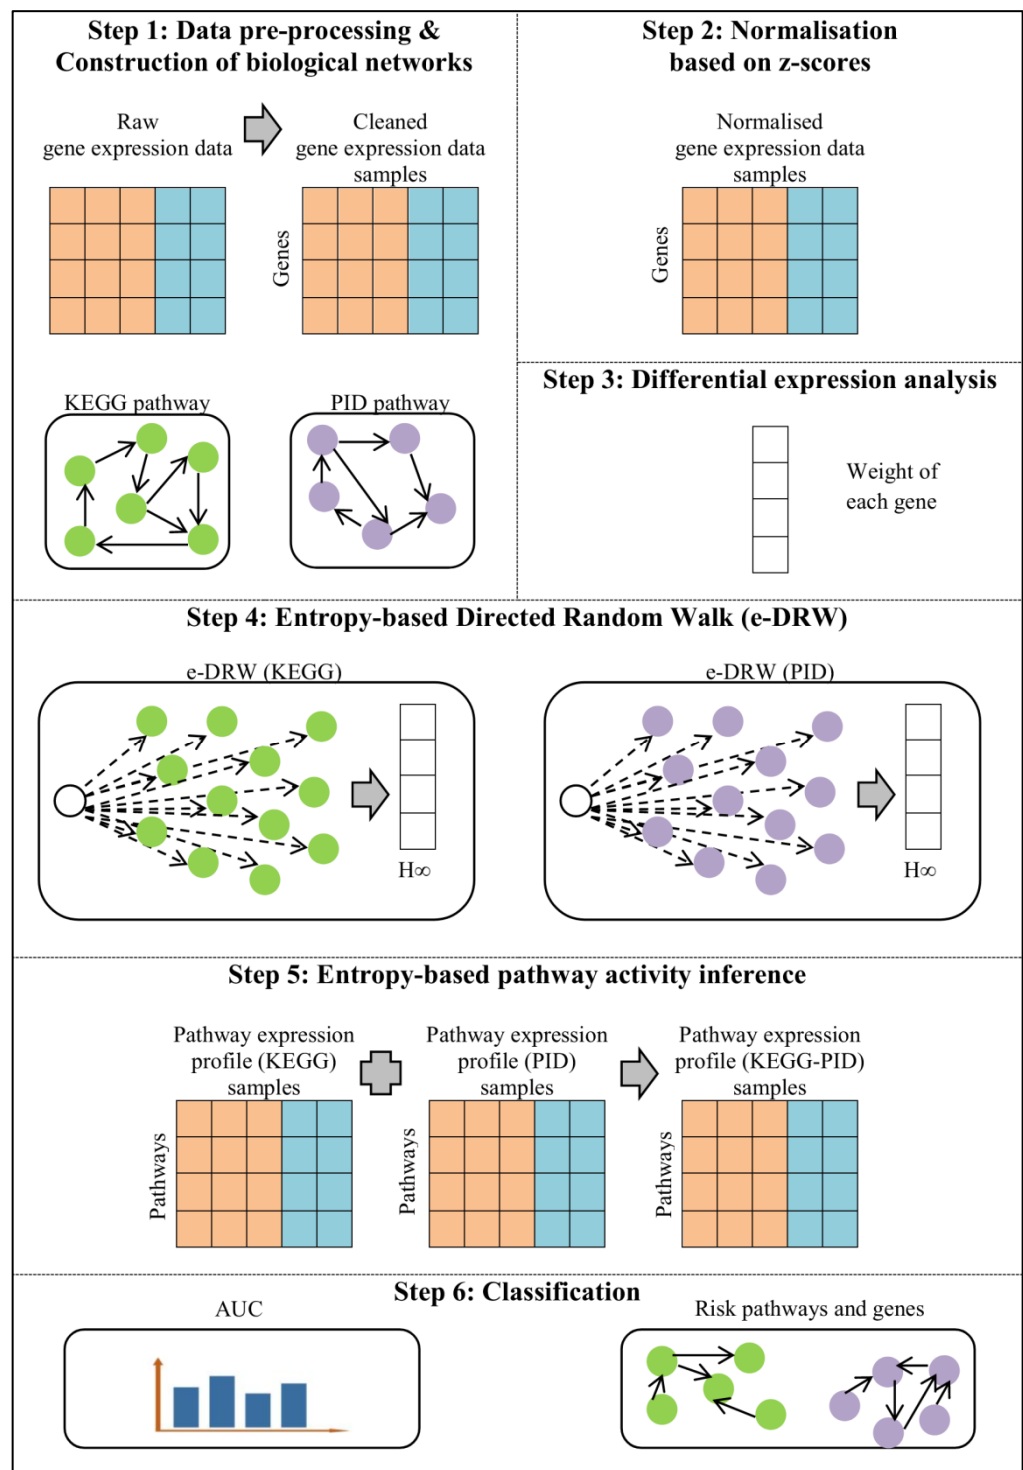 Step 1: Data pre-processing &
Construction of biological networks
Raw
gene expression data
Cleaned
gene expression data
samples
Genes
KEGG pathway
PID pathway
Step 2: Normalisation
based on z-scores
Normalised
gene expression data
samples
Genes
Step 3: Differential expression analysis
Weight of
each gene
Step 4: Entropy-based Directed Random Walk (e-DRW)
e-DRW (KEGG)
H∞
e-DRW (PID)
H∞
Step 5: Entropy-based pathway activity inference
Pathway expression
profile (KEGG)
samples
Pathways
Pathway expression
profile (PID)
samples
Pathways
Pathway expression
profile (KEGG-PID)
samples
Pathways
Step 6: Classification
AUC
Risk pathways and genes